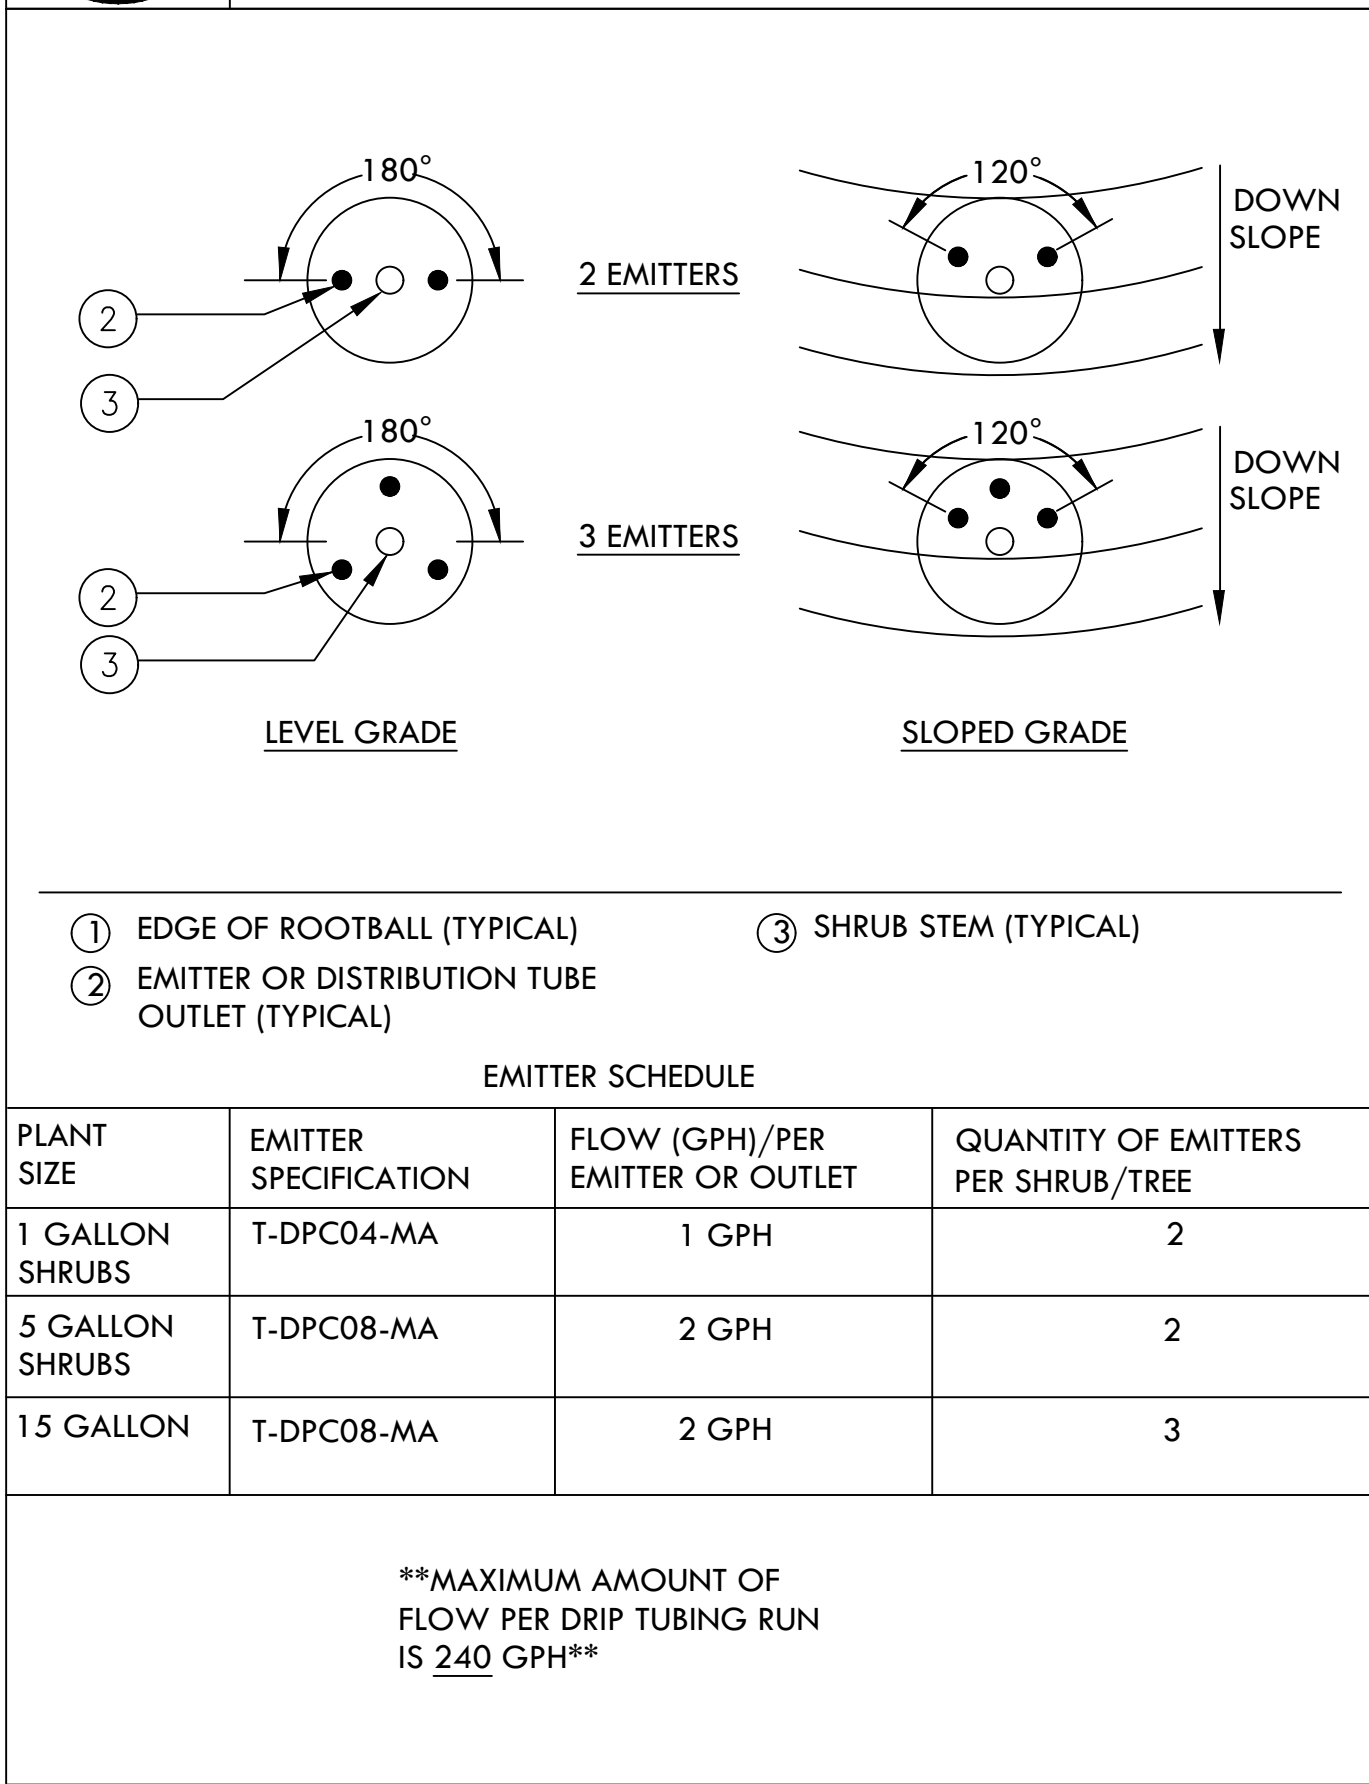 180°
120°
DOWN
SLOPE
2 EMITTERS
2
3
180°
120°
DOWN
SLOPE
3 EMITTERS
2
3
LEVEL GRADE
SLOPED GRADE
1 EDGE OF ROOTBALL (TYPICAL)
3 SHRUB STEM (TYPICAL)
2 EMITTER OR DISTRIBUTION TUBE
OUTLET (TYPICAL)
EMITTER SCHEDULE
PLANT
SIZE
EMITTER
SPECIFICATION
FLOW (GPH)/PER
EMITTER OR OUTLET
QUANTITY OF EMITTERS
PER SHRUB/TREE
1 GALLON
SHRUBS
T-DPC04-MA
1 GPH
2
5 GALLON
SHRUBS
T-DPC08-MA
2 GPH
2
15 GALLON
T-DPC08-MA
2 GPH
3
**MAXIMUM AMOUNT OF
FLOW PER DRIP TUBING RUN
IS 240 GPH**